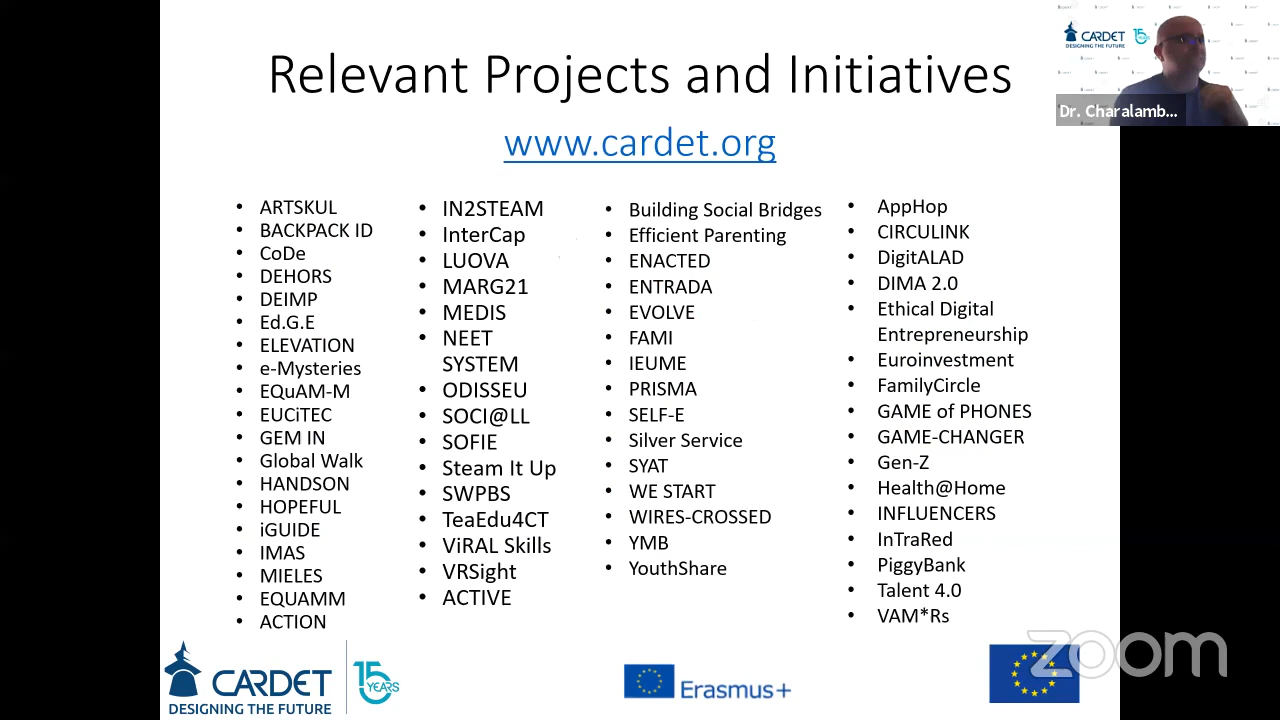 Relevant Projects and Initiatives
www.cardet.org
ARTSKUL
BACKPACK ID
CoDe
DEHORS
DEIMP
Ed.G.E
ELEVATION
e-Mysteries
EQuAM-M
EUCiTEC
GEM IN
Global Walk
HANDSON
HOPEFUL
iGUIDE
IMAS
MIELES
EQUAMM
ACTION
IN2STEAM
InterCap
LUOVA
MARG21
MEDIS
NEET
SYSTEM
ODISSEU
SOCI@LL
SOFIE
Steam It Up
SWPBS
TeaEdu4CT
ViRAL Skills
VRSight
ACTIVE
Building Social Bridges
Efficient Parenting
ENACTED
ENTRADA
EVOLVE
FAMI
IEUME
PRISMA
SELF-E
Silver Service
SYAT
WE START
WIRES-CROSSED
YMB
YouthShare
AppHop
CIRCULINK
DigitALAD
DIMA 2.0
Ethical Digital
Entrepreneurship
Euroinvestment
FamilyCircle
GAME of PHONES
GAME-CHANGER
Gen-Z
Health@Home
INFLUENCERS
InTraRed
PiggyBank
Talent 4.0
VAM*Rs
CARDET
DESIGNING THE FUTURE
15 YEARS
Erasmus+
zoom
CARDET
DESIGNING THE FUTURE
15 YEARS
Dr. Charalamb...